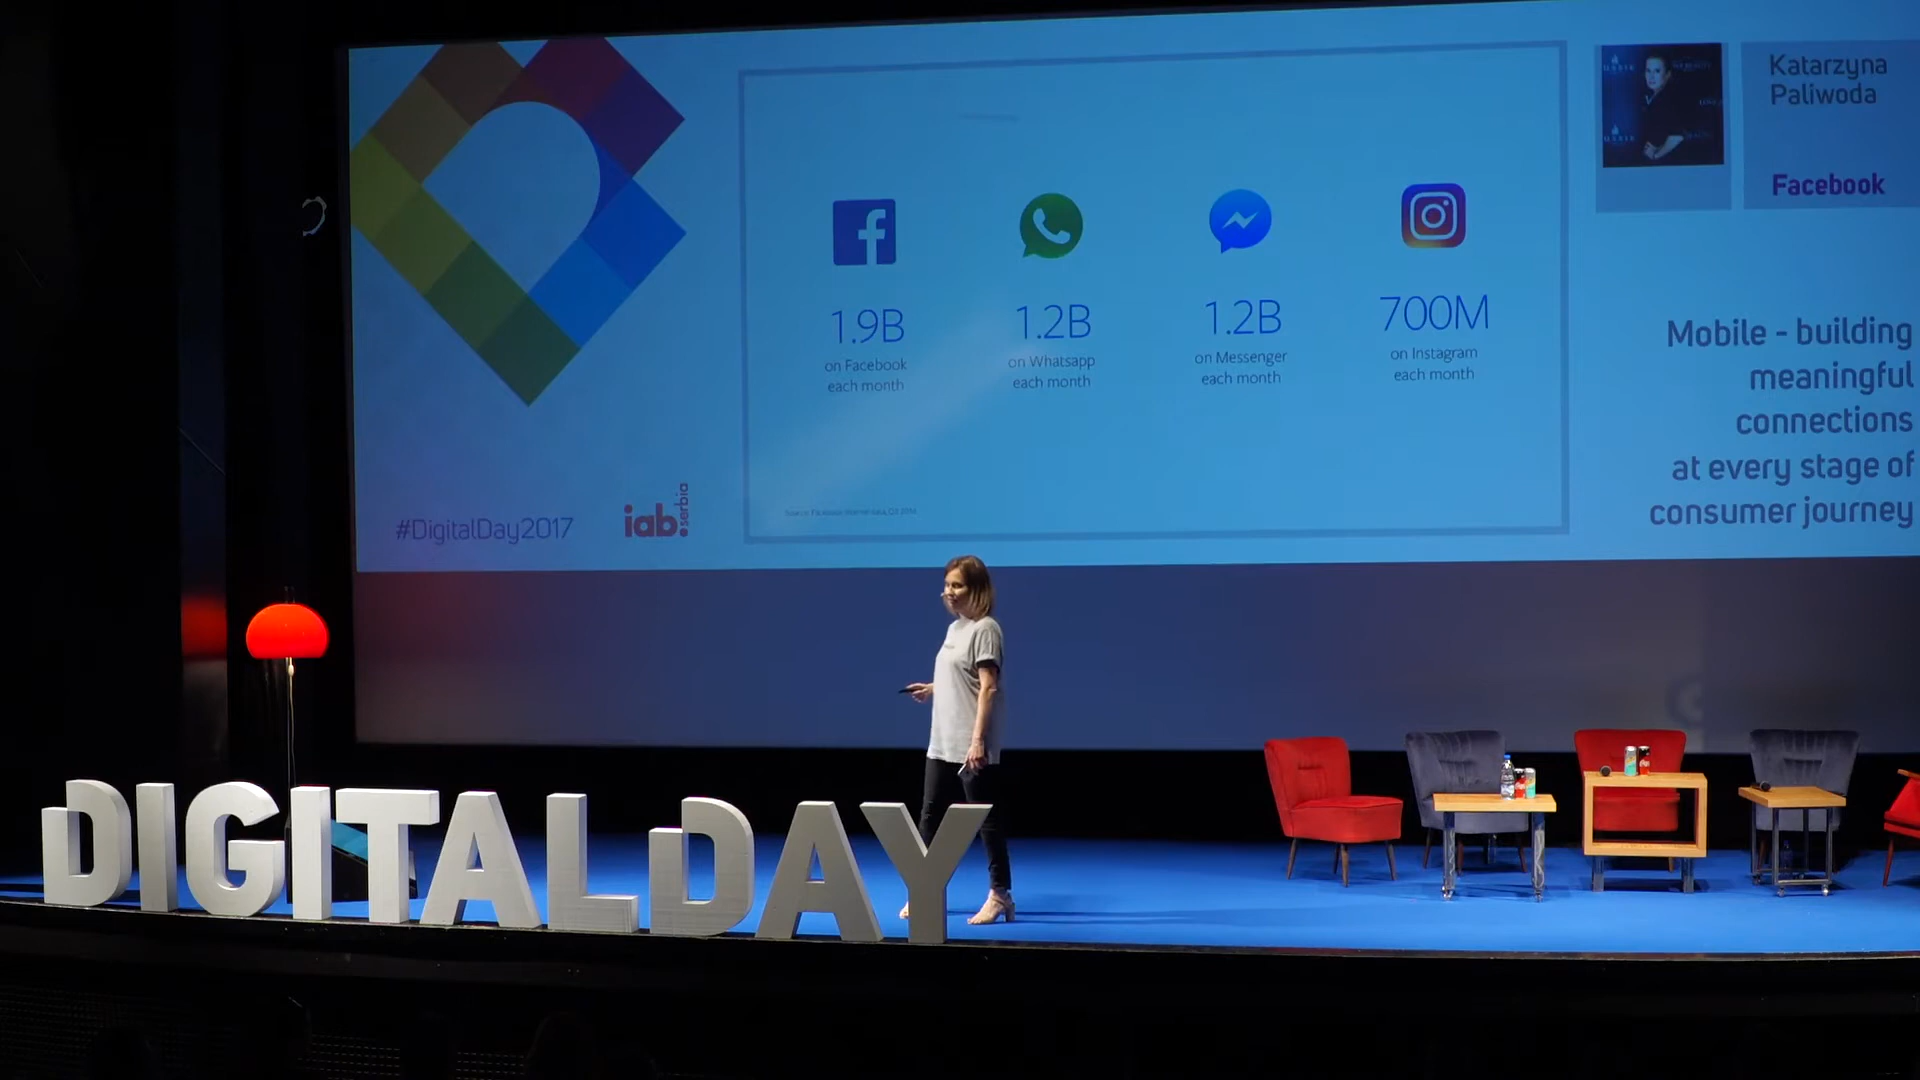 Katarzyna
Paliwoda
Facebook
1.9B
on Facebook
each month
1.2B
on Whatsapp
each month
1.2B
on Messenger
each month
700M
on Instagram
each month
Mobile - building
meaningful
connections
at every stage of
consumer journey
#DigitalDay2017
iab.serbia
DIGITALDAY